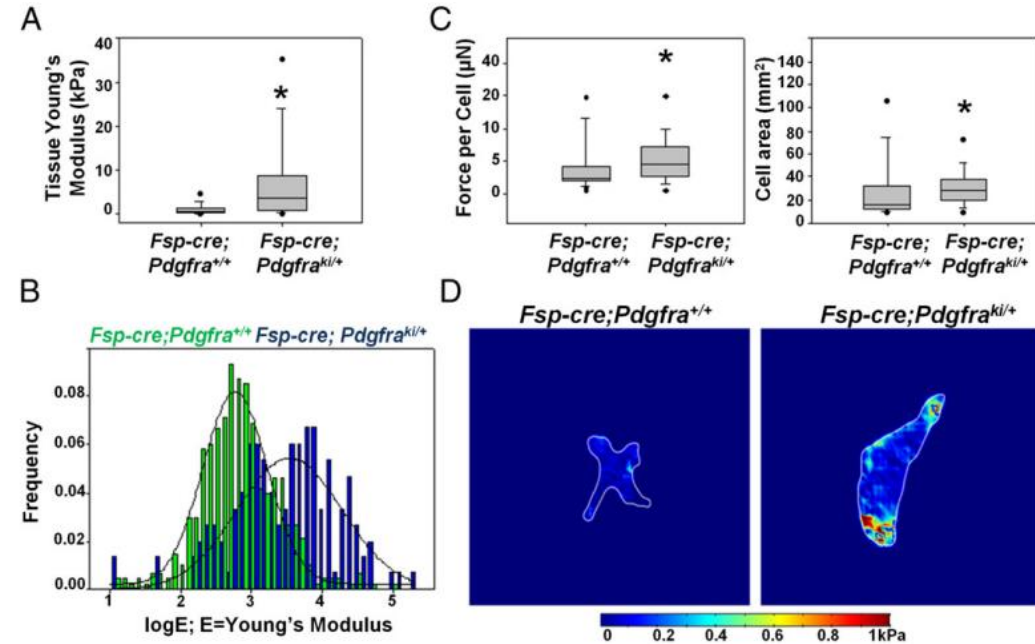 A
Tissue Young's
Modulus (kPa)
40
30
20
10
0
Fsp-cre;
Pdgfra+/+
Fsp-cre;
Pdgfraki/+
*
C
Force per Cell (µN)
40
20
10
5
0
Fsp-cre;
Pdgfra+/+
Fsp-cre;
Pdgfraki/+
*
Cell area (mm²)
140
120
100
80
60
40
20
0
Fsp-cre;
Pdgfra+/+
Fsp-cre;
Pdgfraki/+
*
B
Fsp-cre;Pdgfra+/+ Fsp-cre; Pdgfraki/+
Frequency
0.08
0.06
0.04
0.02
0.00
1 2 3 4 5
logE; E=Young's Modulus
D
Fsp-cre;Pdgfra+/+
Fsp-cre;Pdgfraki/+
0 0.2 0.4 0.6 0.8 1kPa